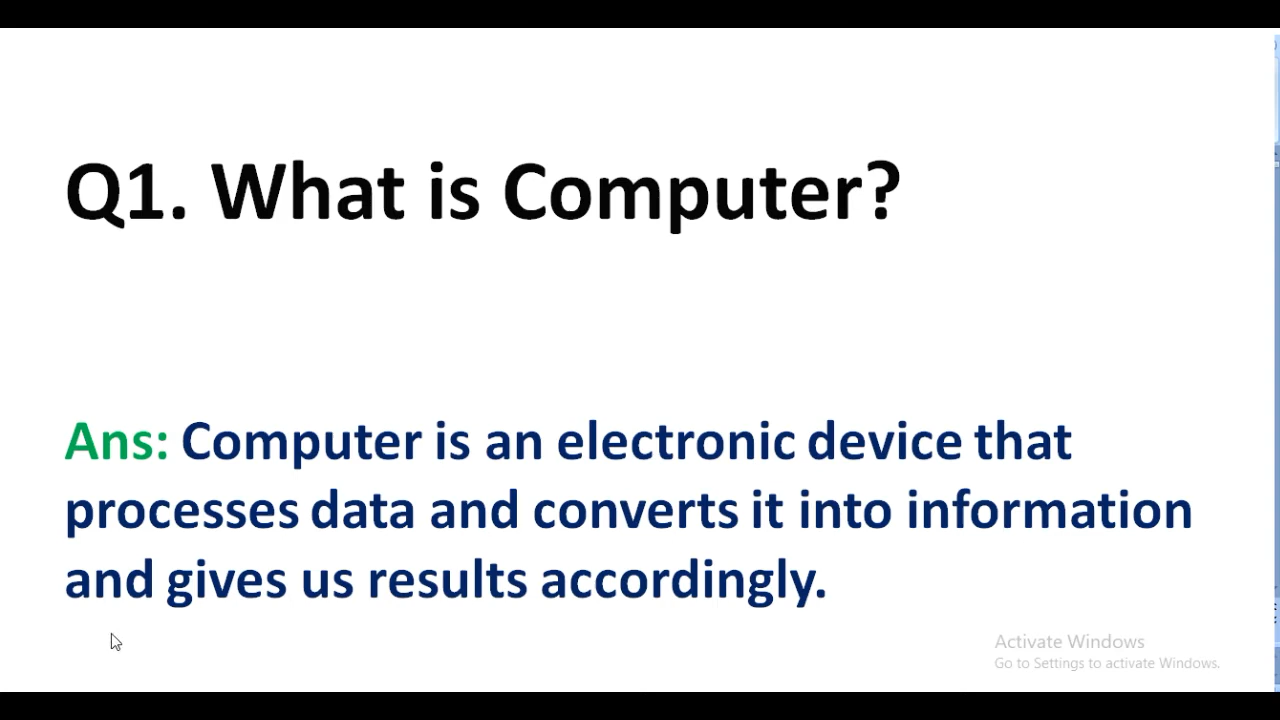 Q1. What is Computer?
Ans: Computer is an electronic device that
processes data and converts it into information
and gives us results accordingly.
Activate Windows
Go to Settings to activate Windows.